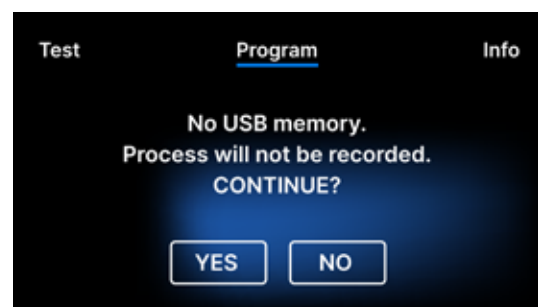 Test Program Info
No USB memory.
Process will not be recorded.
CONTINUE?
YES NO